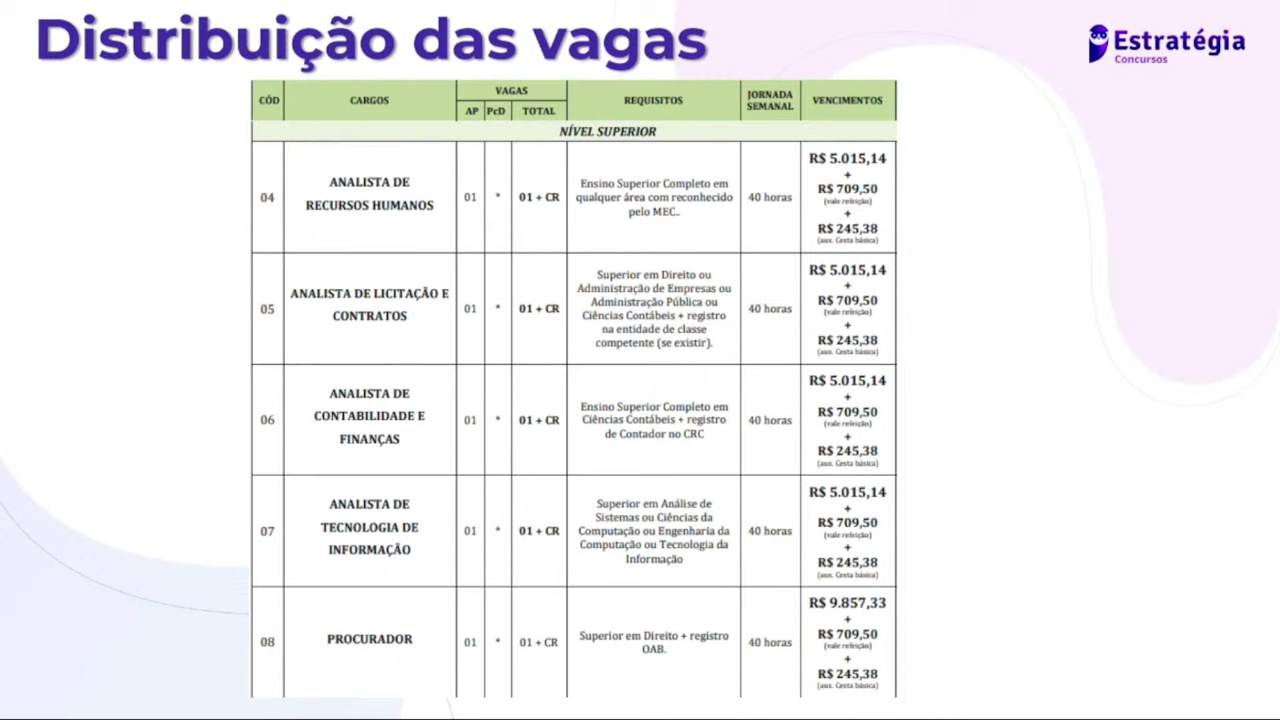 Distribuição das vagas
Estratégia
Concursos
CÓD
CARGOS
VAGAS
AP
PcD
TOTAL
REQUISITOS
JORNADA
SEMANAL
VENCIMENTOS
NÍVEL SUPERIOR
04
ANALISTA DE
RECURSOS HUMANOS
01
*
01 + CR
Ensino Superior Completo em
qualquer área com reconhecido
pelo MEC..
40 horas
R$ 5.015,14
+
R$ 709,50
(vale refeição)
+
R$ 245,38
(aux. Cesta básica)
05
ANALISTA DE LICITAÇÃO E
CONTRATOS
01
*
01 + CR
Superior em Direito ou
Administração de Empresas ou
Administração Pública ou
Ciências Contábeis + registro
na entidade de classe
competente (se existir).
40 horas
R$ 5.015,14
+
R$ 709,50
(vale refeição)
+
R$ 245,38
(aux. Cesta básica)
06
ANALISTA DE
CONTABILIDADE E
FINANÇAS
01
*
01 + CR
Ensino Superior Completo em
Ciências Contábeis + registro
de Contador no CRC
40 horas
R$ 5.015,14
+
R$ 709,50
(vale refeição)
+
R$ 245,38
(aux. Cesta básica)
07
ANALISTA DE
TECNOLOGIA DE
INFORMAÇÃO
01
*
01 + CR
Superior em Análise de
Sistemas ou Ciências da
Computação ou Engenharia da
Computação ou Tecnologia da
Informação
40 horas
R$ 5.015,14
+
R$ 709,50
(vale refeição)
+
R$ 245,38
(aux. Cesta básica)
08
PROCURADOR
01
*
01 + CR
Superior em Direito + registro
OAB.
40 horas
R$ 9.857,33
+
R$ 709,50
(vale refeição)
+
R$ 245,38
(aux. Cesta básica)